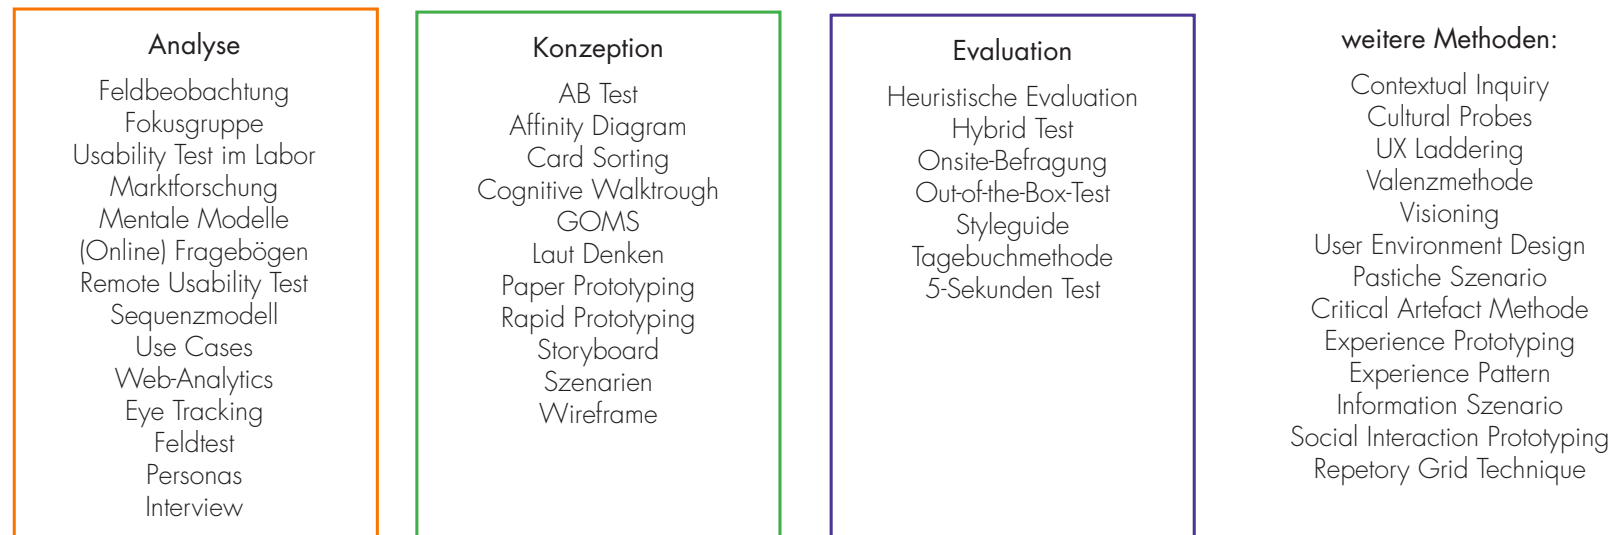 Analyse
Feldbeobachtung
Fokusgruppe
Usability Test im Labor
Marktforschung
Mentale Modelle
(Online) Fragebögen
Remote Usability Test
Sequenzmodell
Use Cases
Web-Analytics
Eye Tracking
Feldtest
Personas
Interview
Konzeption
AB Test
Affinity Diagram
Card Sorting
Cognitive Walktrough
GOMS
Laut Denken
Paper Prototyping
Rapid Prototyping
Storyboard
Szenarien
Wireframe
Evaluation
Heuristische Evaluation
Hybrid Test
Onsite-Befragung
Out-of-the-Box-Test
Styleguide
Tagebuchmethode
5-Sekunden Test
weitere Methoden:
Contextual Inquiry
Cultural Probes
UX Laddering
Valenzmethode
Visioning
User Environment Design
Pastiche Szenario
Critical Artefact Methode
Experience Prototyping
Experience Pattern
Information Szenario
Social Interaction Prototyping
Repetory Grid Technique